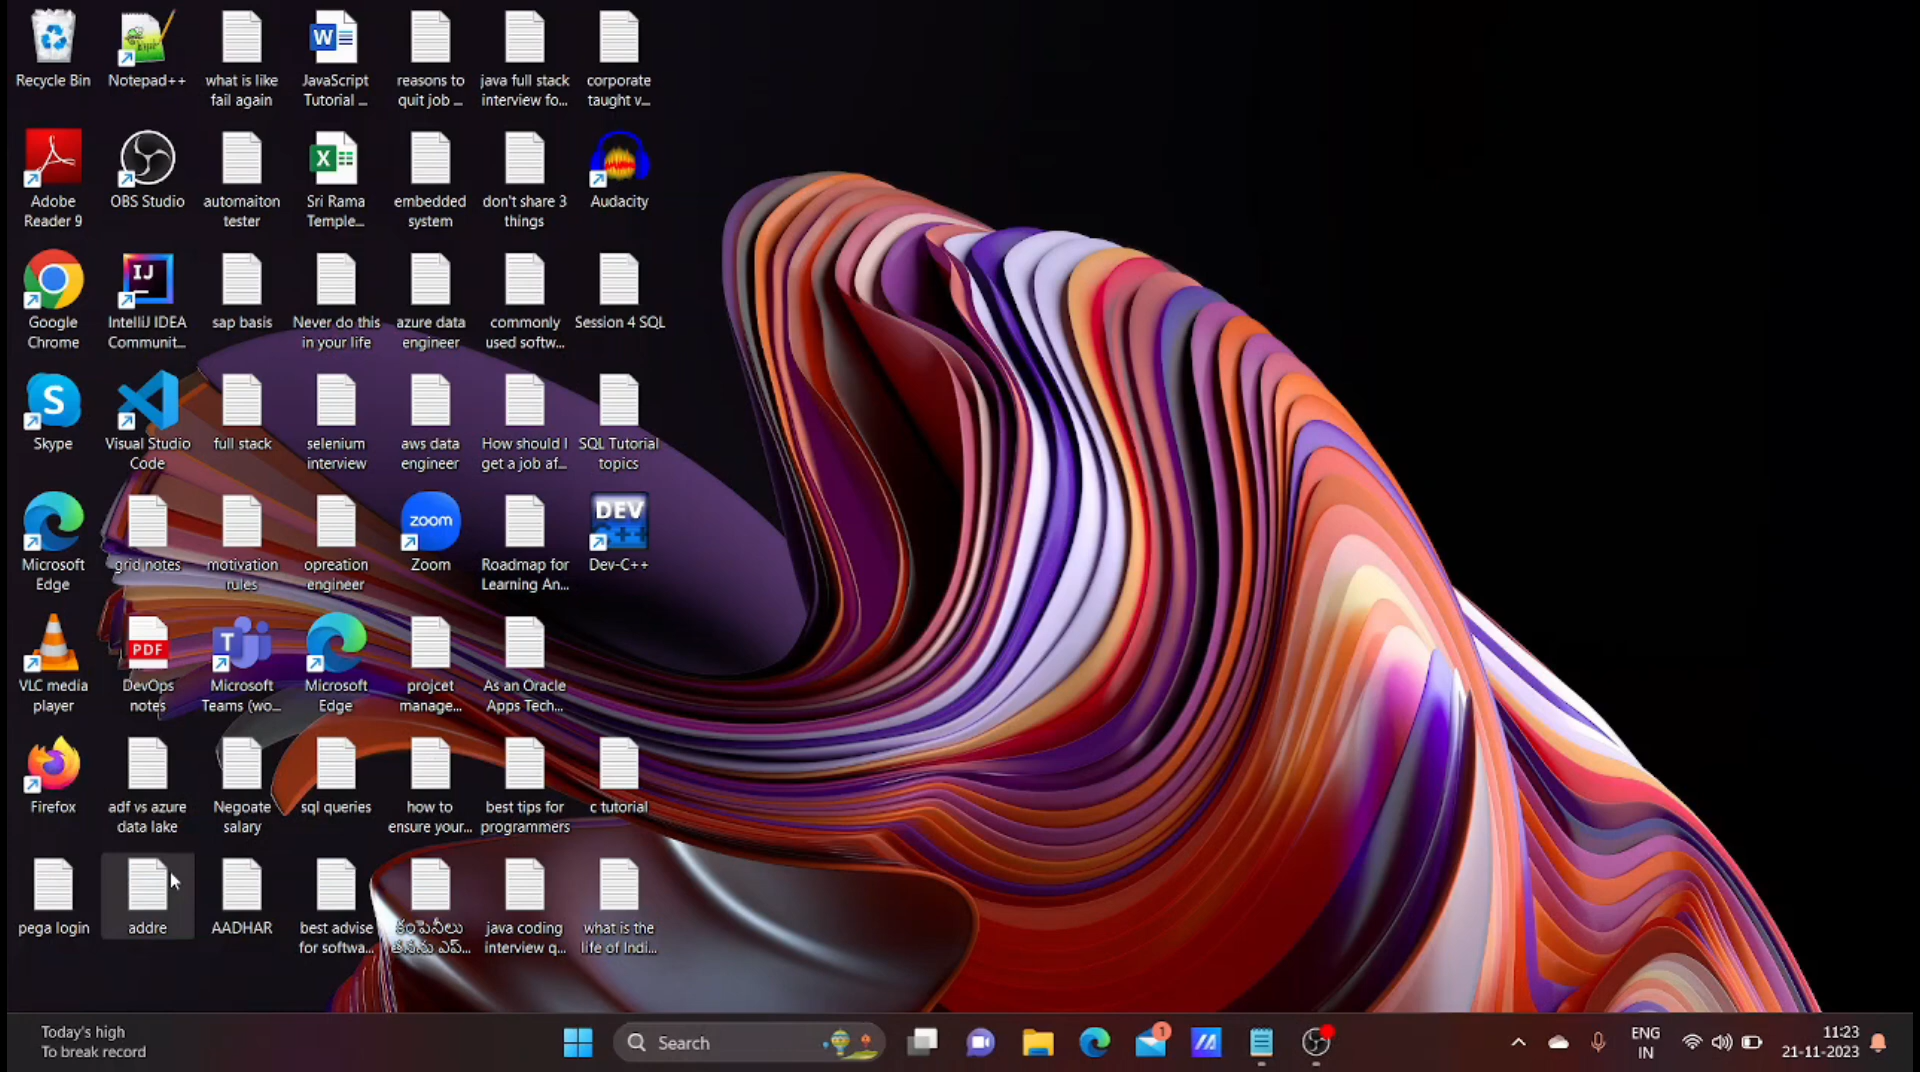 Recycle Bin
Notepad++
what is like
fail again
JavaScript
Tutorial ...
reasons to
quit job ...
java full stack
interview fo...
corporate
taught v...
Adobe
Reader 9
OBS Studio
automaiton
tester
Sri Rama
Temple...
embedded
system
don't share 3
things
Audacity
Google
Chrome
IntelliJ IDEA
Communit...
sap basis
Never do this
in your life
azure data
engineer
commonly
used softw...
Session 4 SQL
Skype
Visual Studio
Code
full stack
selenium
interview
aws data
engineer
How should I
get a job af...
SQL Tutorial
topics
Microsoft
Edge
grid notes
motivation
rules
opreation
engineer
zoom
Zoom
Roadmap for
Learning An...
DEV
C++
Dev-C++
VLC media
player
PDF
DevOps
notes
Microsoft
Teams (wo...
Microsoft
Edge
projcet
manage...
As an Oracle
Apps Tech...
Firefox
adf vs azure
data lake
Negoate
salary
sql queries
how to
ensure your...
best tips for
programmers
c tutorial
pega login
addre
AADHAR
best advise
for softwa...
కంపెనీలు
java coding
interview q...
what is the
life of Indi...
Today's high
To break record
Search
1
ENG
IN
11:23
21-11-2023